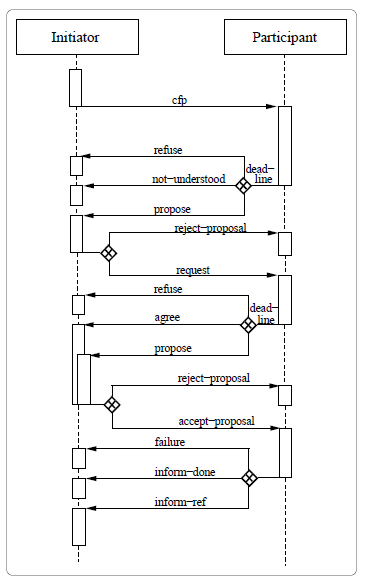 Initiator
Participant
cfp
refuse
dead-
line
not-understood
propose
reject-proposal
request
refuse
dead-
line
agree
propose
reject-proposal
accept-proposal
failure
inform-done
inform-ref